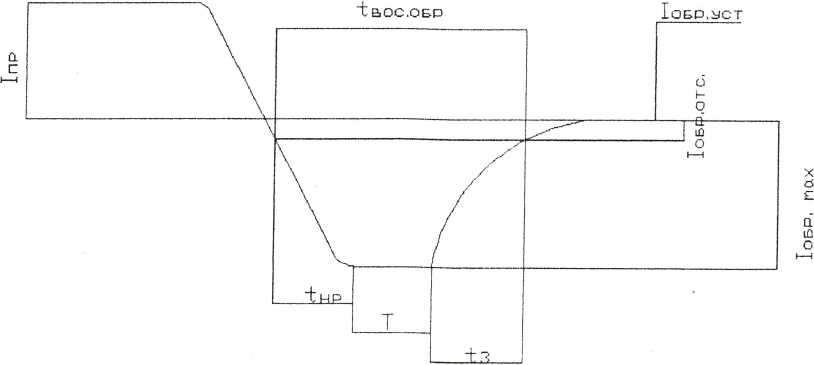 tвос.обр
Iобр.уст
Iпр
Iобр.отс.
Iобр. max
tнр
T
tз